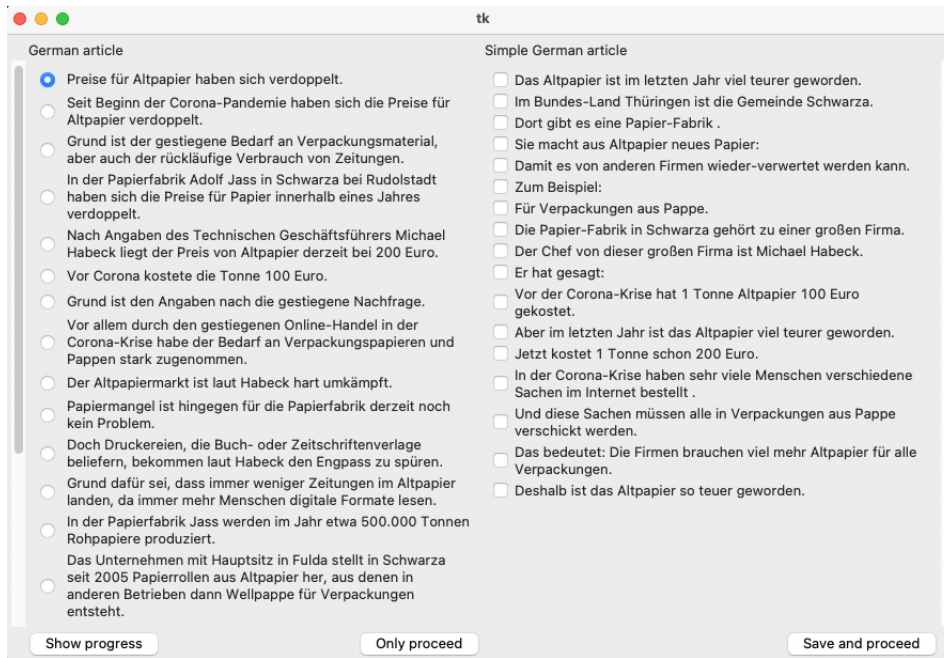 tk
German article
Preise für Altpapier haben sich verdoppelt.
Seit Beginn der Corona-Pandemie haben sich die Preise für
Altpapier verdoppelt.
Grund ist der gestiegene Bedarf an Verpackungsmaterial,
aber auch der rückläufige Verbrauch von Zeitungen.
In der Papierfabrik Adolf Jass in Schwarza bei Rudolstadt
haben sich die Preise für Papier innerhalb eines Jahres
verdoppelt.
Nach Angaben des Technischen Geschäftsführers Michael
Habeck liegt der Preis von Altpapier derzeit bei 200 Euro.
Vor Corona kostete die Tonne 100 Euro.
Grund ist den Angaben nach die gestiegene Nachfrage.
Vor allem durch den gestiegenen Online-Handel in der
Corona-Krise habe der Bedarf an Verpackungspapieren und
Pappen stark zugenommen.
Der Altpapiermarkt ist laut Habeck hart umkämpft.
Papiermangel ist hingegen für die Papierfabrik derzeit noch
kein Problem.
Doch Druckereien, die Buch- oder Zeitschriftenverlage
beliefern, bekommen laut Habeck den Engpass zu spüren.
Grund dafür sei, dass immer weniger Zeitungen im Altpapier
landen, da immer mehr Menschen digitale Formate lesen.
In der Papierfabrik Jass werden im Jahr etwa 500.000 Tonnen
Rohpapiere produziert.
Das Unternehmen mit Hauptsitz in Fulda stellt in Schwarza
seit 2005 Papierrollen aus Altpapier her, aus denen in
anderen Betrieben dann Wellpappe für Verpackungen
entsteht.
Simple German article
Das Altpapier ist im letzten Jahr viel teurer geworden.
Im Bundes-Land Thüringen ist die Gemeinde Schwarza.
Dort gibt es eine Papier-Fabrik .
Sie macht aus Altpapier neues Papier:
Damit es von anderen Firmen wieder-verwertet werden kann.
Zum Beispiel:
Für Verpackungen aus Pappe.
Die Papier-Fabrik in Schwarza gehört zu einer großen Firma.
Der Chef von dieser großen Firma ist Michael Habeck.
Er hat gesagt:
Vor der Corona-Krise hat 1 Tonne Altpapier 100 Euro
gekostet.
Aber im letzten Jahr ist das Altpapier viel teurer geworden.
Jetzt kostet 1 Tonne schon 200 Euro.
In der Corona-Krise haben sehr viele Menschen verschiedene
Sachen im Internet bestellt .
Und diese Sachen müssen alle in Verpackungen aus Pappe
verschickt werden.
Das bedeutet: Die Firmen brauchen viel mehr Altpapier für alle
Verpackungen.
Deshalb ist das Altpapier so teuer geworden.
Show progress
Only proceed
Save and proceed